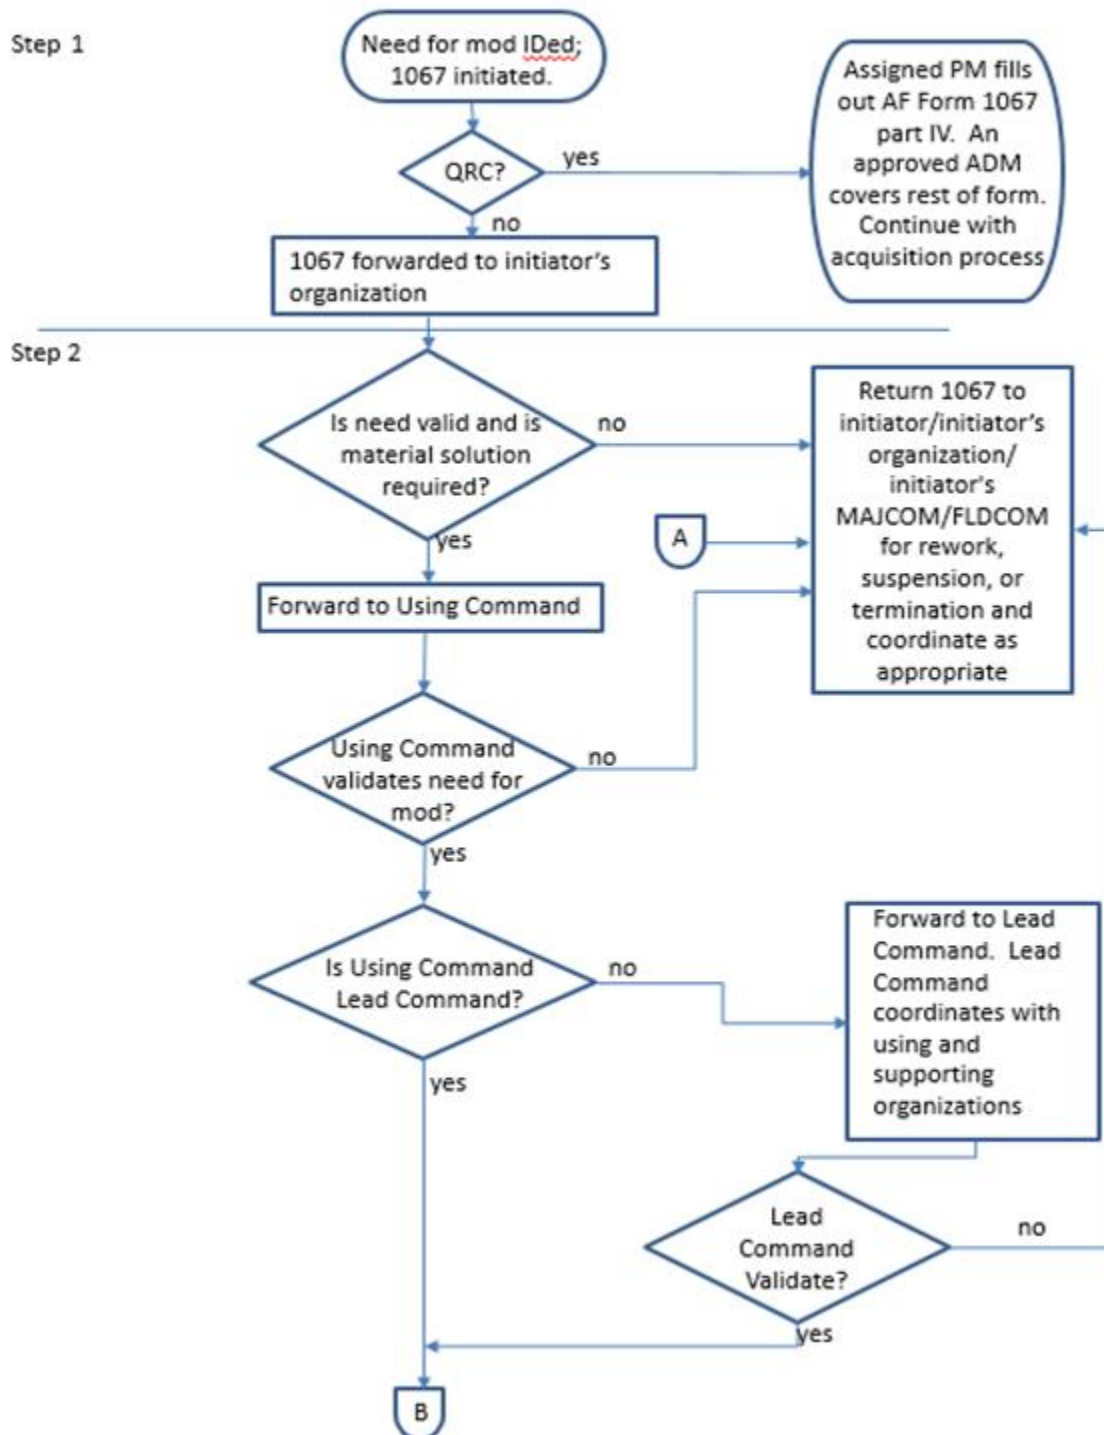 Step 1
Need for mod IDed;
1067 initiated.
Assigned PM fills
out AF Form 1067
part IV. An
approved ADM
covers rest of form.
Continue with
acquisition process
QRC?
yes
no
1067 forwarded to initiator's
organization
Step 2
Is need valid and is
material solution
required?
no
yes
Return 1067 to
initiator/initiator's
organization/
initiator's
MAJCOM/FLDCOM
for rework,
suspension, or
termination and
coordinate as
appropriate
A
Forward to Using Command
Using Command
validates need for
mod?
no
yes
Is Using Command
Lead Command?
no
yes
Forward to Lead
Command. Lead
Command
coordinates with
using and
supporting
organizations
Lead
Command
Validate?
no
yes
B